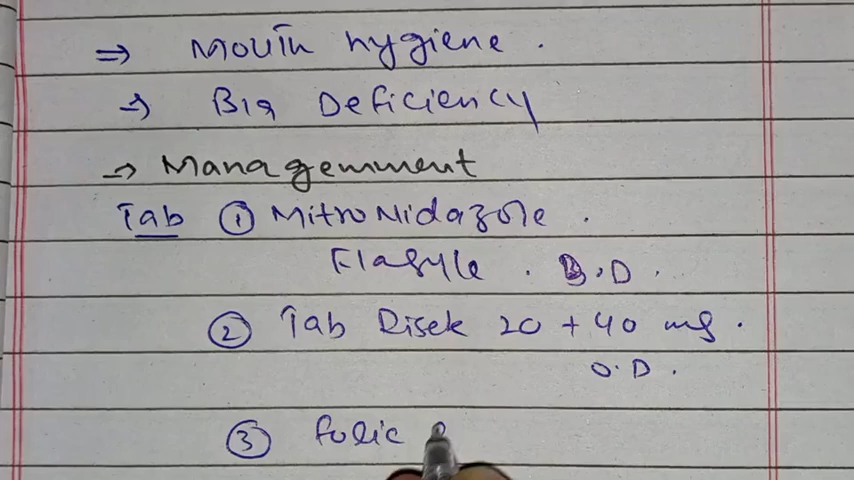 ⇒ Mouth hygiene .
→ B12 Deficiency
→ Managemment
Tab ① Mitronidazole .
Flagyle . B.D .
② Tab Risek 20 + 40 mg .
O.D .
③ folic